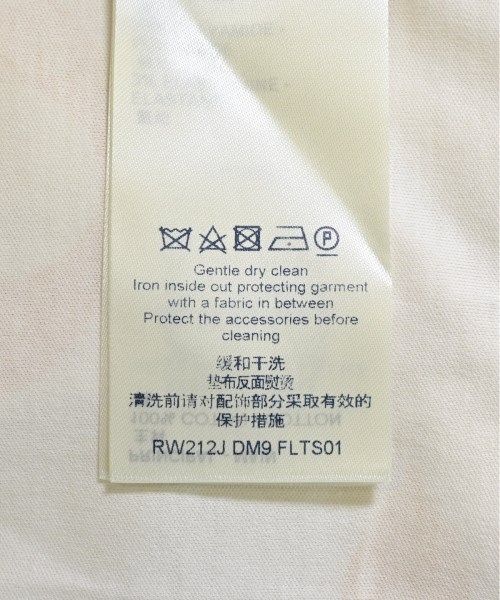 P
Gentle dry clean
Iron inside out protecting garment
with a fabric in between
Protect the accessories before
cleaning
缓和干洗
垫布反面熨烫
清洗前请对配饰部分采取有效的
保护措施
RW212J DM9 FLTS01